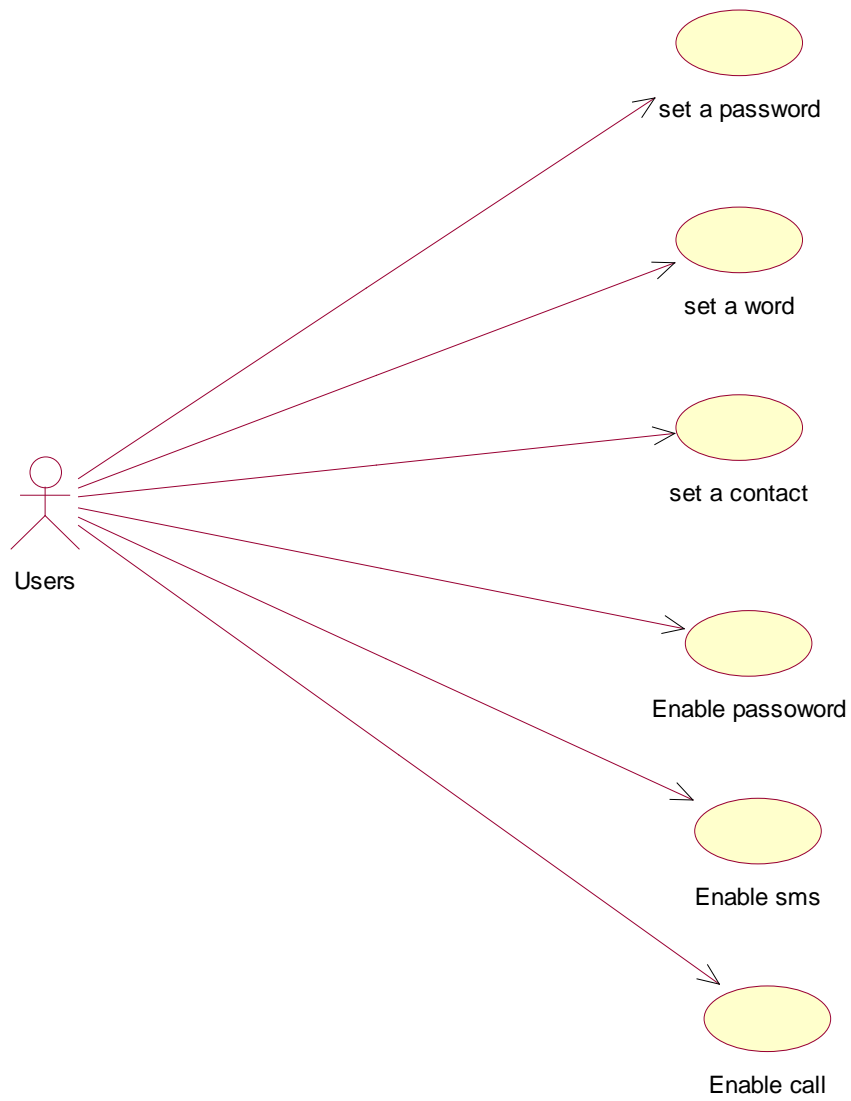 set a password
set a word
set a contact
Users
Enable passoword
Enable sms
Enable call